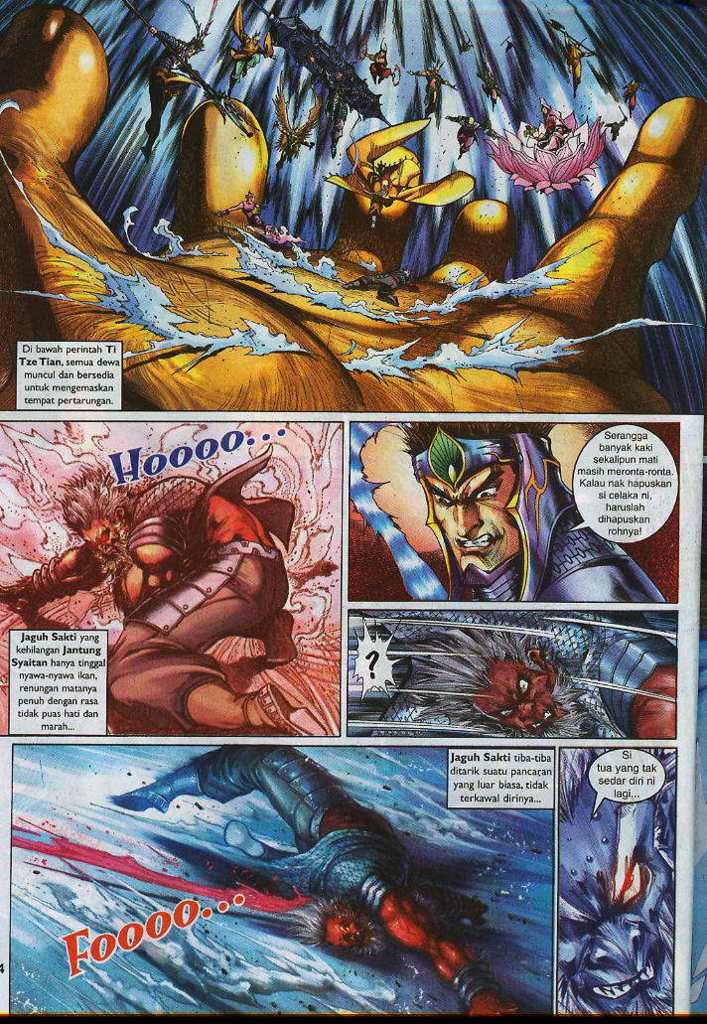 Di bawah perintah Ti
Tze Tian, semua dewa
muncul dan bersedia
untuk mengemaskan
tempat pertarungan.
Hoooo...
Jaguh Sakti yang
kehilangan Jantung
Syaitan hanya tinggal
nyawa-nyawa ikan,
renungan matanya
penuh dengan rasa
tidak puas hati dan
marah...
Serangga
banyak kaki
sekalipun mati
masih meronta-ronta.
Kalau nak hapuskan
si celaka ni,
haruslah
dihapuskan
rohnya!
?
Jaguh Sakti tiba-tiba
ditarik suatu pancaran
yang luar biasa, tidak
terkawal dirinya...
Foooo...
Si
tua yang tak
sedar diri ni
lagi,..
4